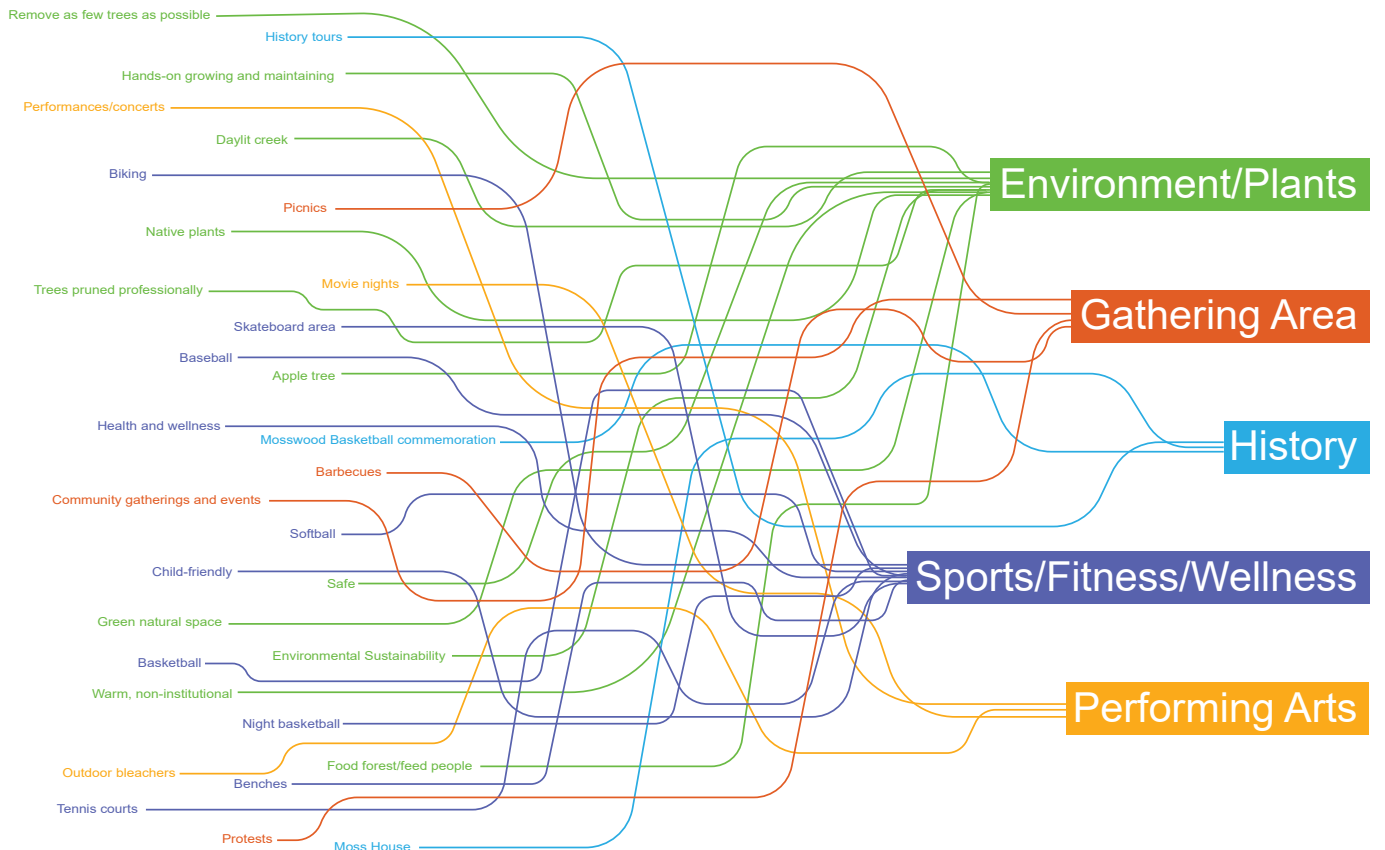 Remove as few trees as possible
History tours
Hands-on growing and maintaining
Performances/concerts
Daylit creek
Biking
Picnics
Native plants
Movie nights
Trees pruned professionally
Skateboard area
Baseball
Apple tree
Health and wellness
Mosswood Basketball commemoration
Barbecues
Community gatherings and events
Softball
Child-friendly
Safe
Green natural space
Environmental Sustainability
Basketball
Warm, non-institutional
Night basketball
Food forest/feed people
Outdoor bleachers
Benches
Tennis courts
Protests
Moss House
Environment/Plants
Gathering Area
History
Sports/Fitness/Wellness
Performing Arts